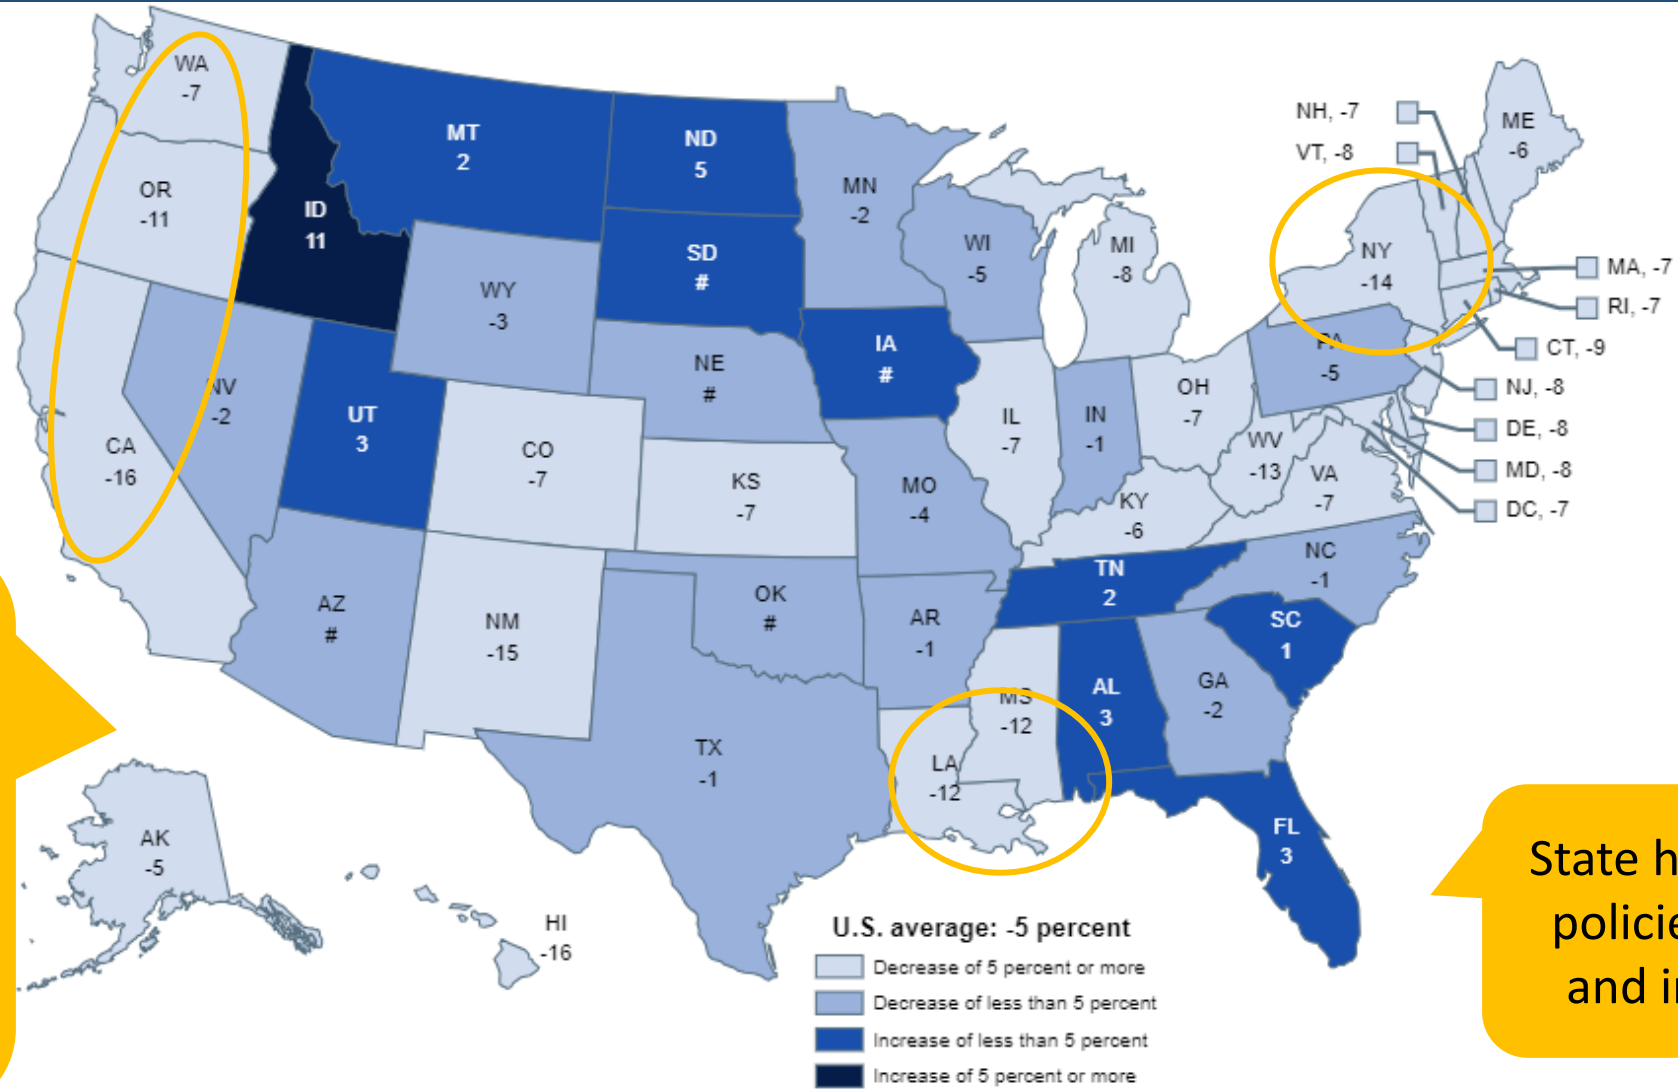 WA
-7
OR
-11
CA
-16
NV
-2
ID
11
MT
2
ND
5
SD
#
WY
-3
UT
3
CO
-7
NE
#
KS
-7
AZ
#
NM
-15
OK
#
TX
-1
MN
-2
IA
#
MO
-4
AR
-1
LA
-12
WI
-5
IL
-7
MI
-8
IN
-1
OH
-7
KY
-6
TN
2
MS
-12
AL
3
GA
-2
FL
3
SC
1
NC
-1
VA
-7
WV
-13
PA
-5
NY
-14
ME
-6
NH, -7
VT, -8
MA, -7
RI, -7
CT, -9
NJ, -8
DE, -8
MD, -8
DC, -7
AK
-5
HI
-16
U.S. average: -5 percent
Decrease of 5 percent or more
Decrease of less than 5 percent
Increase of less than 5 percent
Increase of 5 percent or more
State h
policie
and i